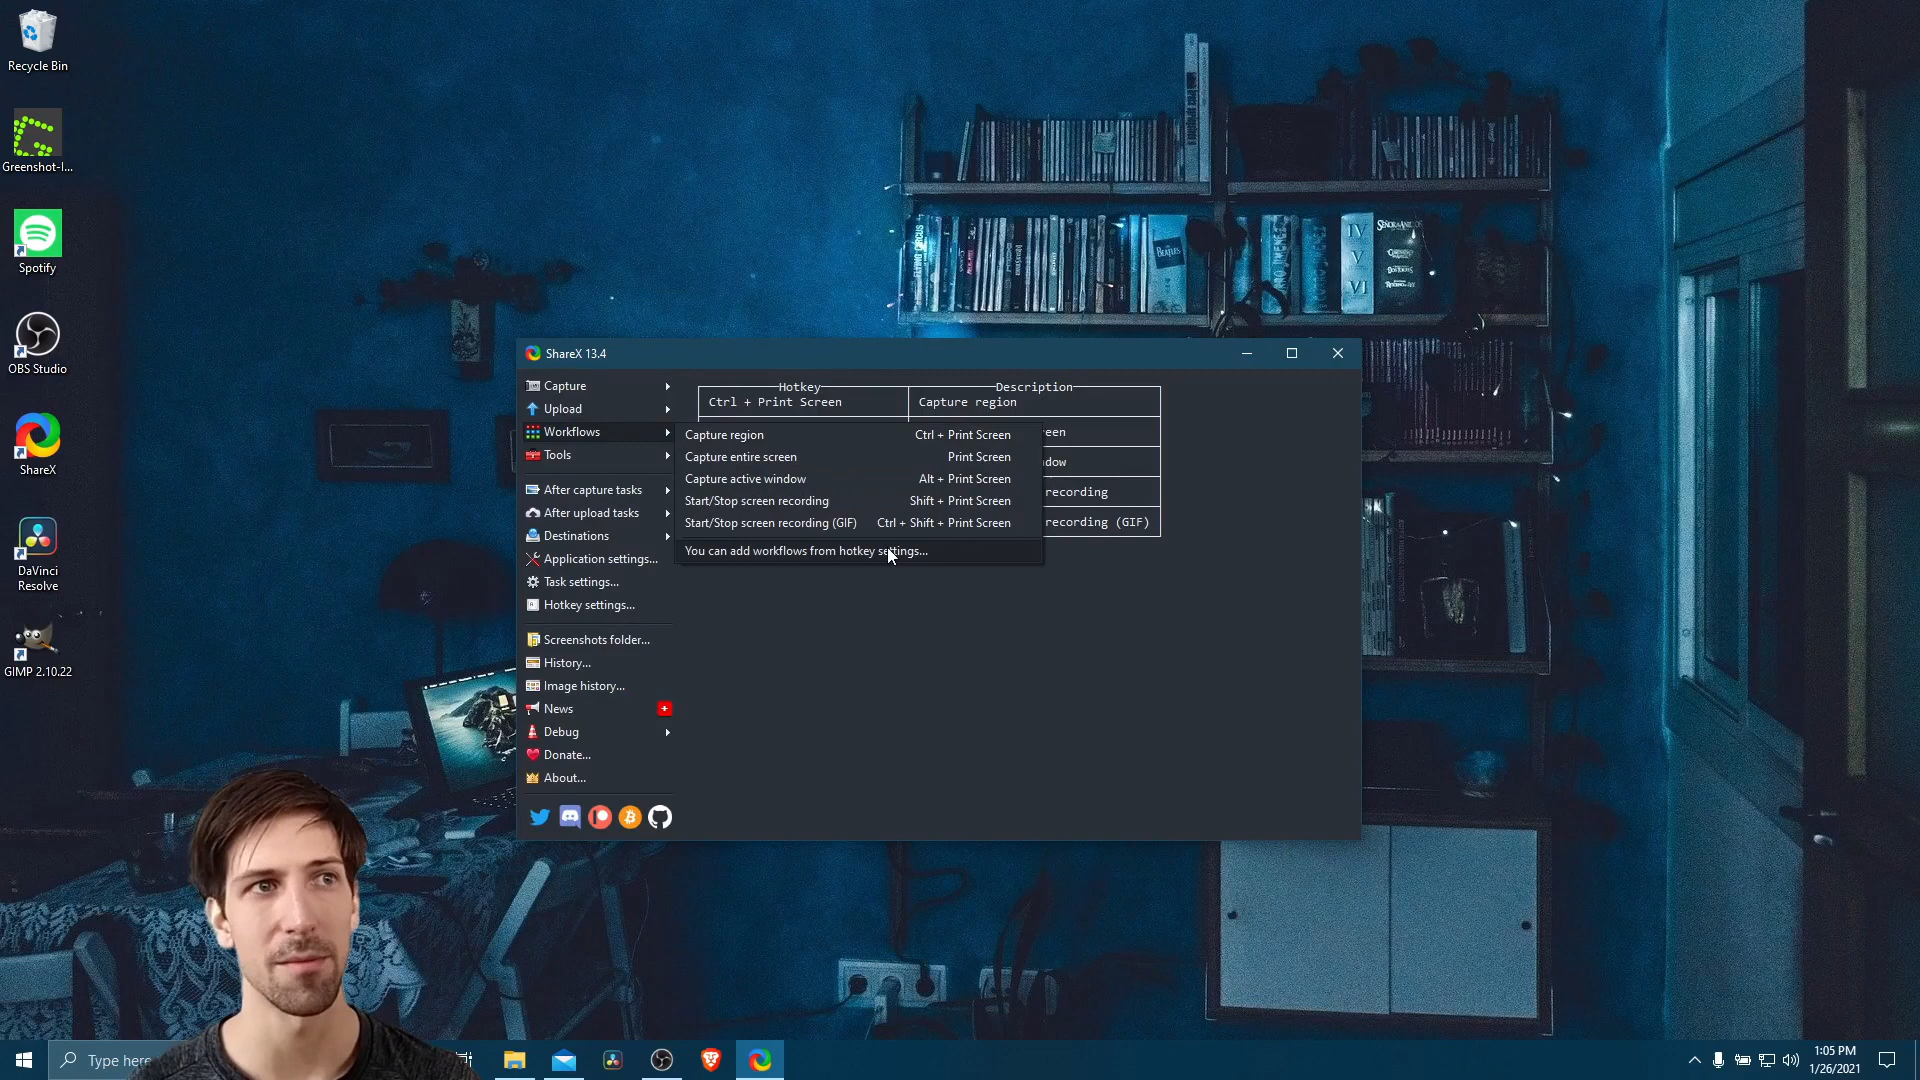 Recycle Bin
Greenshot-I...
Spotify
OBS Studio
ShareX
DaVinci
Resolve
GIMP 2.10.22
FLYING CIRCUS
BEATLES
IV
V
VI
ShareX 13.4
Capture
Upload
Workflows
Tools
After capture tasks
After upload tasks
Destinations
Application settings...
Task settings...
Hotkey settings...
Screenshots folder...
History...
Image history...
News
Debug
Donate...
About...
Hotkey Description
Ctrl + Print Screen Capture region
een
dow
recording
recording (GIF)
Capture region Ctrl + Print Screen
Capture entire screen Print Screen
Capture active window Alt + Print Screen
Start/Stop screen recording Shift + Print Screen
Start/Stop screen recording (GIF) Ctrl + Shift + Print Screen
You can add workflows from hotkey settings...
Type here
1:05 PM
1/26/2021